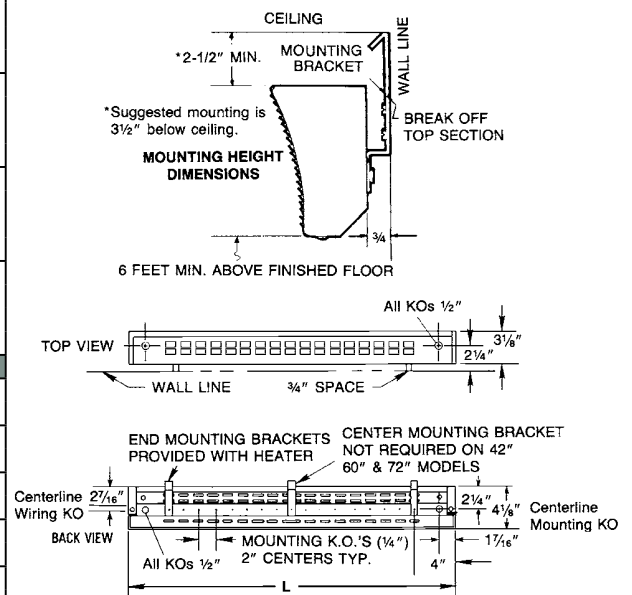 CEILING
*2-1/2" MIN.
MOUNTING
BRACKET
WALL LINE
*Suggested mounting is
3½" below ceiling.
BREAK OFF
TOP SECTION
MOUNTING HEIGHT
DIMENSIONS
¾
6 FEET MIN. ABOVE FINISHED FLOOR
All KOs ½"
TOP VIEW
3⅛"
2¼"
WALL LINE
¾" SPACE
END MOUNTING BRACKETS
PROVIDED WITH HEATER
CENTER MOUNTING BRACKET
NOT REQUIRED ON 42"
60" & 72" MODELS
Centerline
Wiring KO
2⁷⁄₁₆"
2¼"
4⅛"
Centerline
Mounting KO
BACK VIEW
All KOs ½"
MOUNTING K.O.'S (¼")
2" CENTERS TYP.
1⁷⁄₁₆"
4"
L